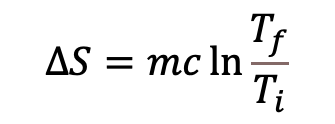 ΔS = mc ln T_f / T_i